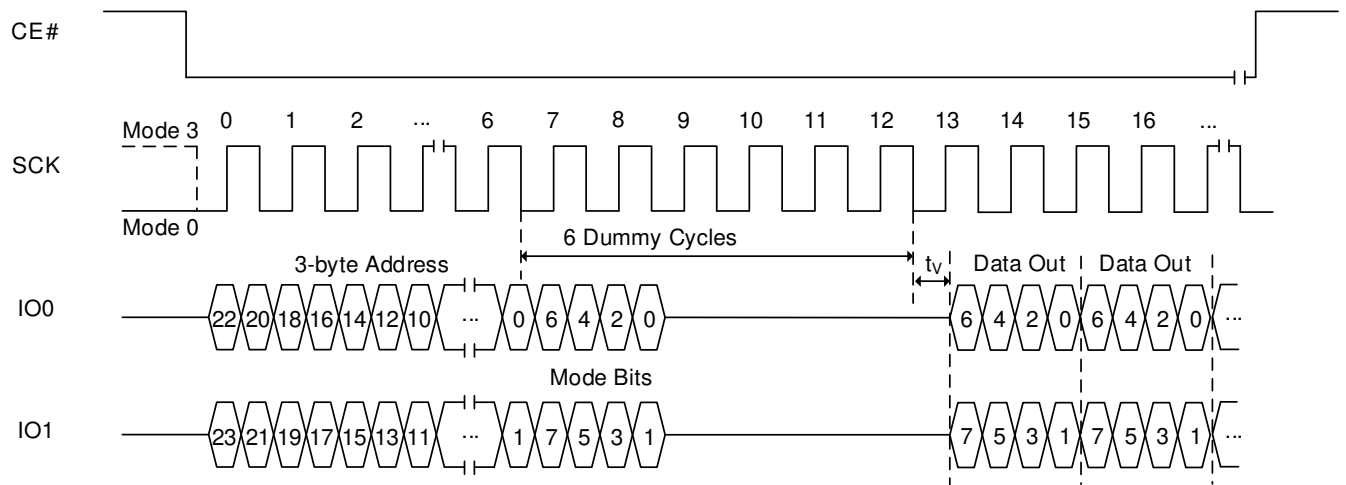 CE#
Mode 3 0 1 2 ... 6 7 8 9 10 11 12 13 14 15 16 ...
SCK
Mode 0
6 Dummy Cycles
3-byte Address tV Data Out Data Out
IO0 22 20 18 16 14 12 10 ... 0 6 4 2 0 6 4 2 0 6 4 2 0 ...
Mode Bits
IO1 23 21 19 17 15 13 11 ... 1 7 5 3 1 7 5 3 1 7 5 3 1 ...